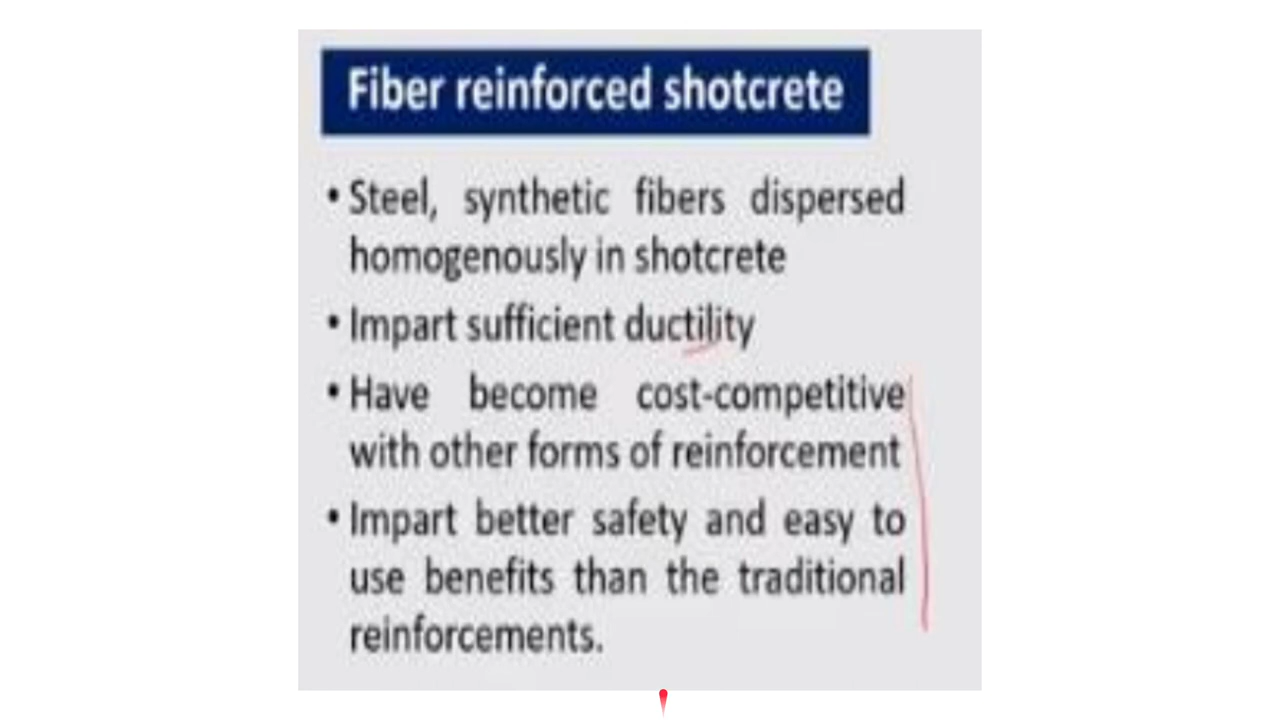 Fiber reinforced shotcrete
• Steel, synthetic fibers dispersed
homogenously in shotcrete
• Impart sufficient ductility
• Have become cost-competitive
with other forms of reinforcement
• Impart better safety and easy to
use benefits than the traditional
reinforcements.